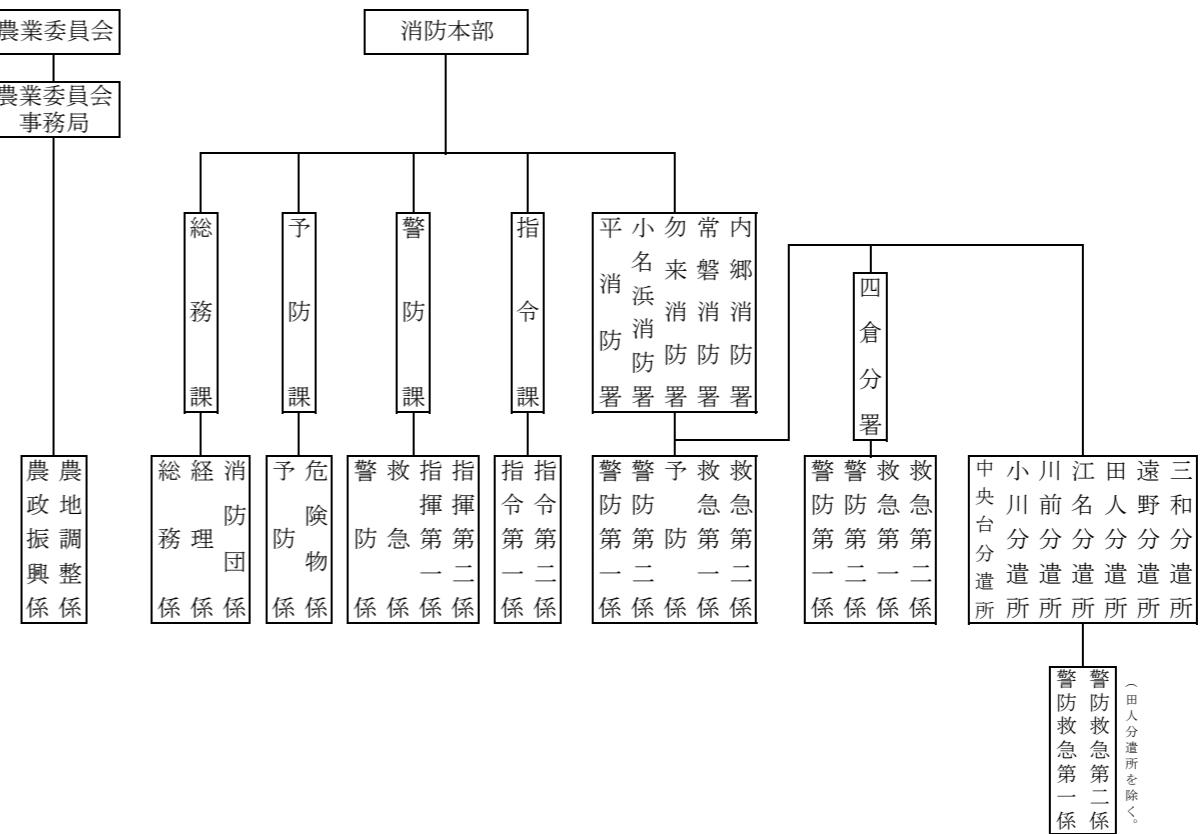 農業委員会
農業委員会
事務局
農政振興係
農地調整係
消防本部
総務課
予防課
警防課
指令課
平消防署
小名浜消防署
勿来消防署
常磐消防署
内郷消防署
四倉分署
総務係
経理係
消防団係
予防係
危険物係
警防係
救急係
指揮第一係
指揮第二係
指令第一係
指令第二係
警防第一係
警防第二係
予防係
救急第一係
救急第二係
警防第一係
警防第二係
救急第一係
救急第二係
中央台分遣所
小川分遣所
川前分遣所
江名分遣所
田人分遣所
遠野分遣所
三和分遣所
警防救急第一係
警防救急第二係
（田人分遣所を除く。